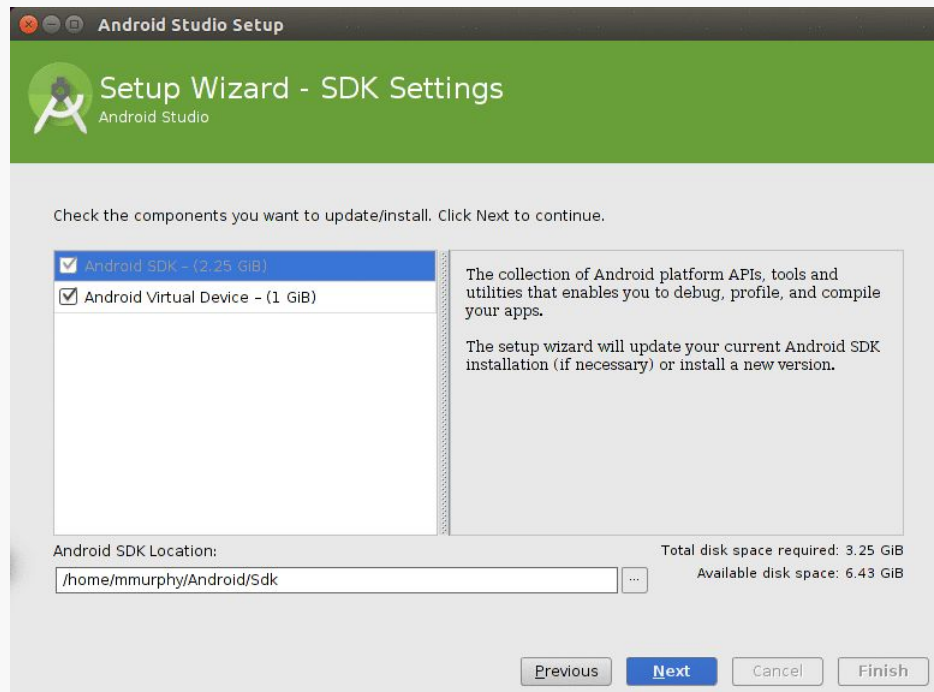 Android Studio Setup
Setup Wizard - SDK Settings
Android Studio
Check the components you want to update/install. Click Next to continue.
Android SDK – (2.25 GiB)
Android Virtual Device – (1 GiB)
The collection of Android platform APIs, tools and
utilities that enables you to debug, profile, and compile
your apps.
The setup wizard will update your current Android SDK
installation (if necessary) or install a new version.
Android SDK Location:
/home/mmurphy/Android/Sdk
...
Total disk space required: 3.25 GiB
Available disk space: 6.43 GiB
Previous
Next
Cancel
Finish